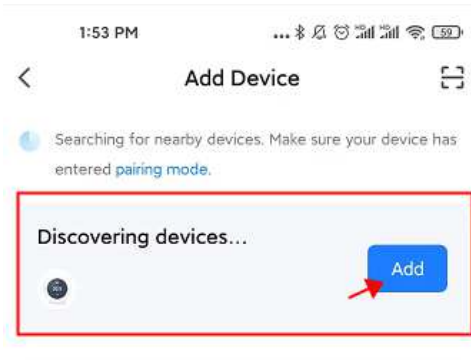 1:53 PM
59
Add Device
Searching for nearby devices. Make sure your device has
entered pairing mode.
Discovering devices...
Add